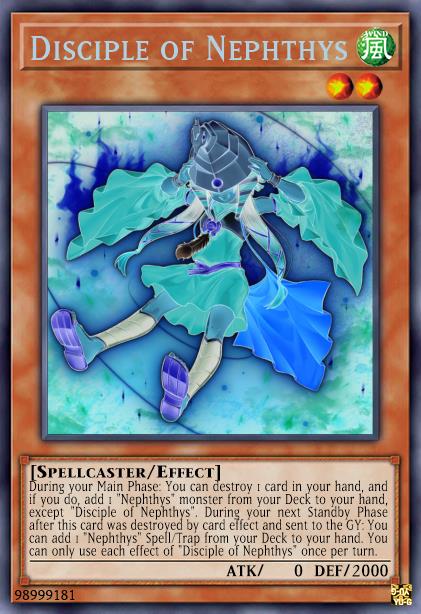 Disciple of Nephthys
WIND
風
[Spellcaster/Effect]
During your Main Phase: You can destroy 1 card in your hand, and
if you do, add 1 "Nephthys" monster from your Deck to your hand,
except "Disciple of Nephthys". During your next Standby Phase
after this card was destroyed by card effect and sent to the GY: You
can add 1 "Nephthys" Spell/Trap from your Deck to your hand. You
can only use each effect of "Disciple of Nephthys" once per turn.
ATK/ 0 DEF/2000
98999181